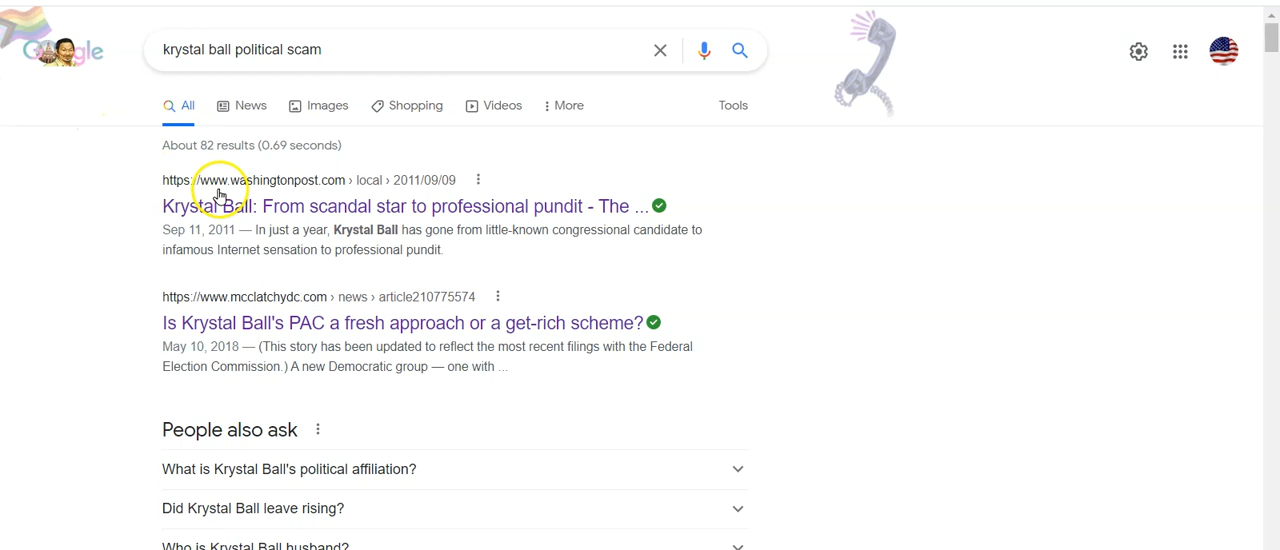 Google
krystal ball political scam
All News Images Shopping Videos More Tools
About 82 results (0.69 seconds)
https://www.washingtonpost.com › local › 2011/09/09
Krystal Ball: From scandal star to professional pundit - The ...
Sep 11, 2011 — In just a year, Krystal Ball has gone from little-known congressional candidate to
infamous Internet sensation to professional pundit.
https://www.mcclatchydc.com › news › article210775574
Is Krystal Ball's PAC a fresh approach or a get-rich scheme?
May 10, 2018 — (This story has been updated to reflect the most recent filings with the Federal
Election Commission.) A new Democratic group — one with ...
People also ask
What is Krystal Ball's political affiliation?
Did Krystal Ball leave rising?
Who is Krystal Ball husband?